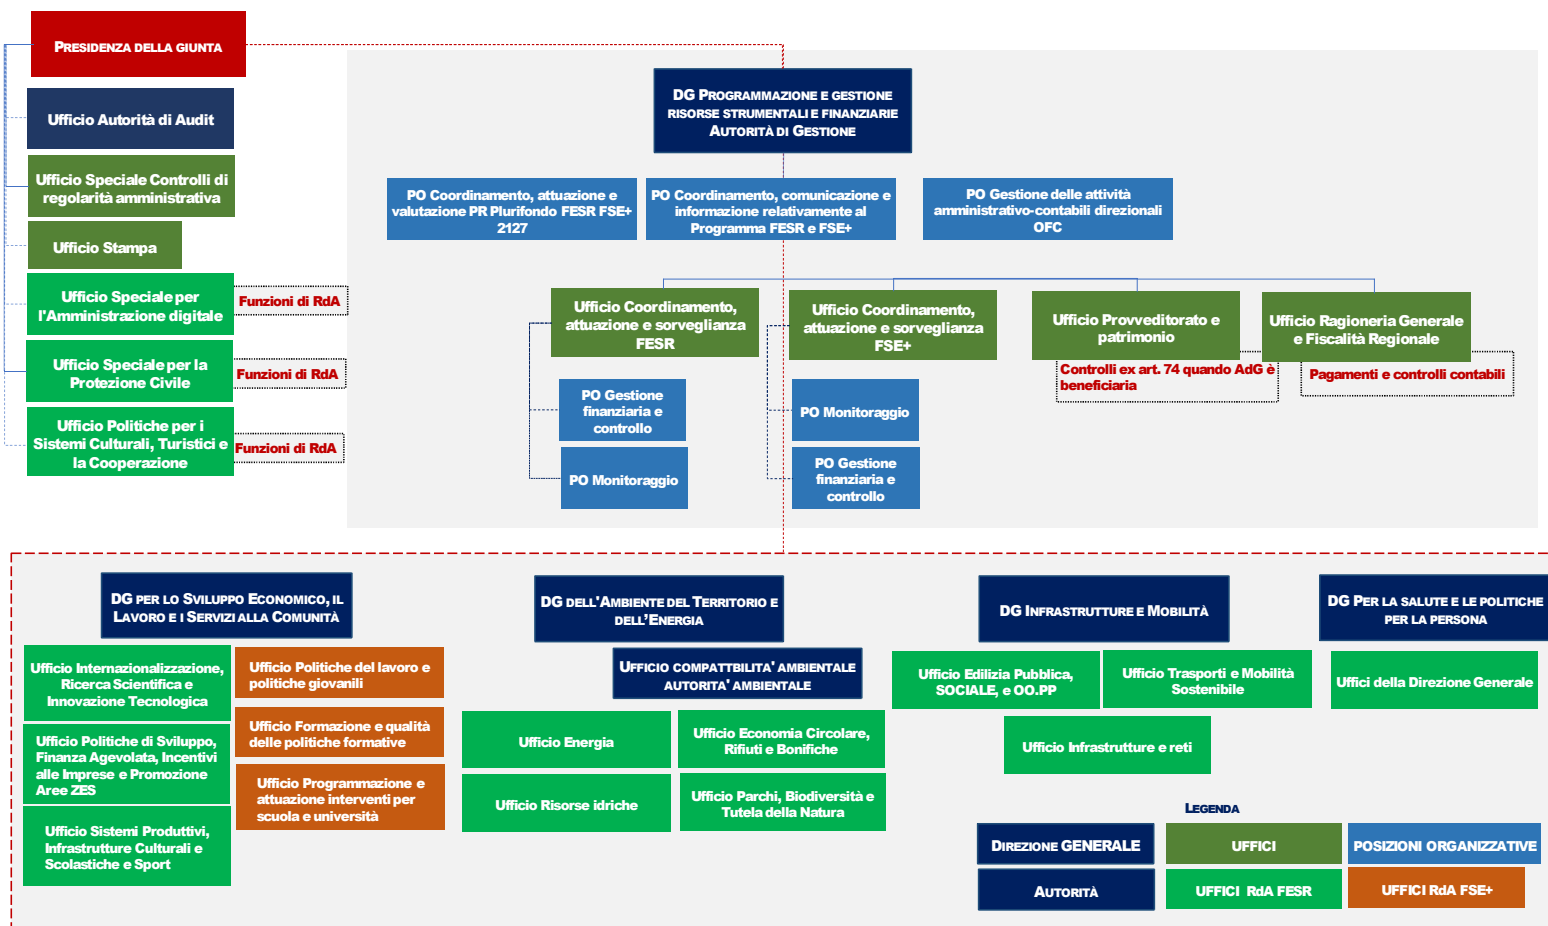 PRESIDENZA DELLA GIUNTA
Ufficio Autorità di Audit
Ufficio Speciale Controlli di
regolarità amministrativa
Ufficio Stampa
Ufficio Speciale per
l'Amministrazione digitale
Funzioni di RdA
Ufficio Speciale per la
Protezione Civile
Funzioni di RdA
Ufficio Politiche per i
Sistemi Culturali, Turistici e
la Cooperazione
Funzioni di RdA
DG PROGRAMMAZIONE E GESTIONE
RISORSE STRUMENTALI E FINANZIARIE
AUTORITÀ DI GESTIONE
PO Coordinamento, attuazione e
valutazione PR Plurifondo FESR FSE+
2127
PO Coordinamento, comunicazione e
informazione relativamente al
Programma FESR e FSE+
PO Gestione delle attività
amministrativo-contabili direzionali
OFC
Ufficio Coordinamento,
attuazione e sorveglianza
FESR
PO Gestione
finanziaria e
controllo
PO Monitoraggio
Ufficio Coordinamento,
attuazione e sorveglianza
FSE+
PO Monitoraggio
PO Gestione
finanziaria e
controllo
Ufficio Provveditorato e
patrimonio
Controlli ex art. 74 quando AdG è
beneficiaria
Ufficio Ragioneria Generale
e Fiscalità Regionale
Pagamenti e controlli contabili
DG PER LO SVILUPPO ECONOMICO, IL
LAVORO E I SERVIZI ALLA COMUNITÀ
Ufficio Internazionalizzazione,
Ricerca Scientifica e
Innovazione Tecnologica
Ufficio Politiche di Sviluppo,
Finanza Agevolata, Incentivi
alle Imprese e Promozione
Aree ZES
Ufficio Sistemi Produttivi,
Infrastrutture Culturali e
Scolastiche e Sport
Ufficio Politiche del lavoro e
politiche giovanili
Ufficio Formazione e qualità
delle politiche formative
Ufficio Programmazione e
attuazione interventi per
scuola e università
DG DELL'AMBIENTE DEL TERRITORIO E
DELL'ENERGIA
UFFICIO COMPATTBILITA' AMBIENTALE
AUTORITA' AMBIENTALE
Ufficio Energia
Ufficio Economia Circolare,
Rifiuti e Bonifiche
Ufficio Risorse idriche
Ufficio Parchi, Biodiversità e
Tutela della Natura
DG INFRASTRUTTURE E MOBILITÀ
Ufficio Edilizia Pubblica,
SOCIALE, e OO.PP
Ufficio Trasporti e Mobilità
Sostenibile
Ufficio Infrastrutture e reti
DG PER LA SALUTE E LE POLITICHE
PER LA PERSONA
Uffici della Direzione Generale
LEGENDA
DIREZIONE GENERALE
UFFICI
POSIZIONI ORGANIZZATIVE
AUTORITÀ
UFFICI RdA FESR
UFFICI RdA FSE+